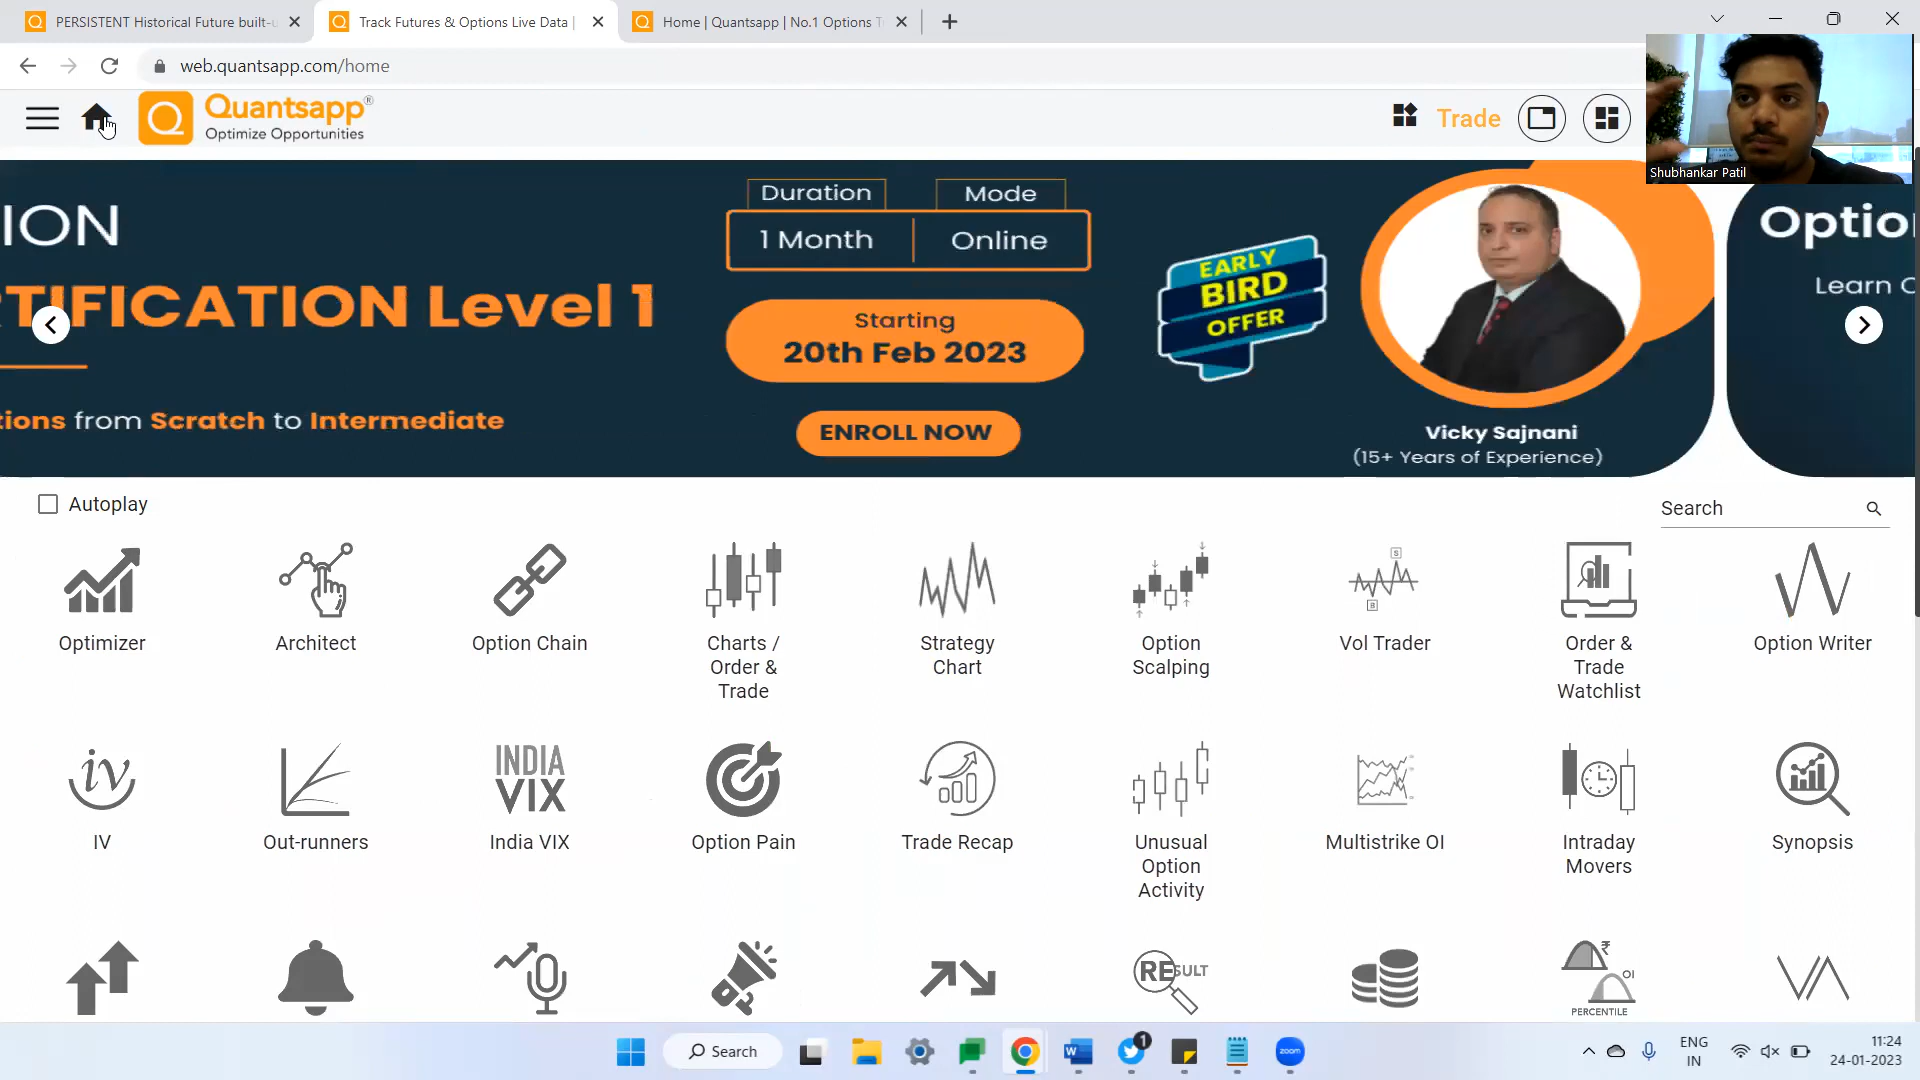 PERSISTENT Historical Future built-u
Track Futures & Options Live Data |
Home | Quantsapp | No.1 Options T
web.quantsapp.com/home
Quantsapp®
Optimize Opportunities
Trade
Shubhankar Patil
ION
TIFICATION Level 1
tions from Scratch to Intermediate
Duration
Mode
1 Month
Online
Starting
20th Feb 2023
ENROLL NOW
EARLY
BIRD
OFFER
Vicky Sajnani
(15+ Years of Experience)
Optio
Learn
Autoplay
Search
Optimizer
Architect
Option Chain
Charts /
Order &
Trade
Strategy
Chart
Option
Scalping
S
B
Vol Trader
Order &
Trade
Watchlist
Option Writer
iv
IV
Out-runners
INDIA
VIX
India VIX
Option Pain
Trade Recap
Unusual
Option
Activity
Multistrike OI
Intraday
Movers
Synopsis
RESULT
₹
OI
PERCENTILE
Search
1
zoom
ENG
IN
11:24
24-01-2023